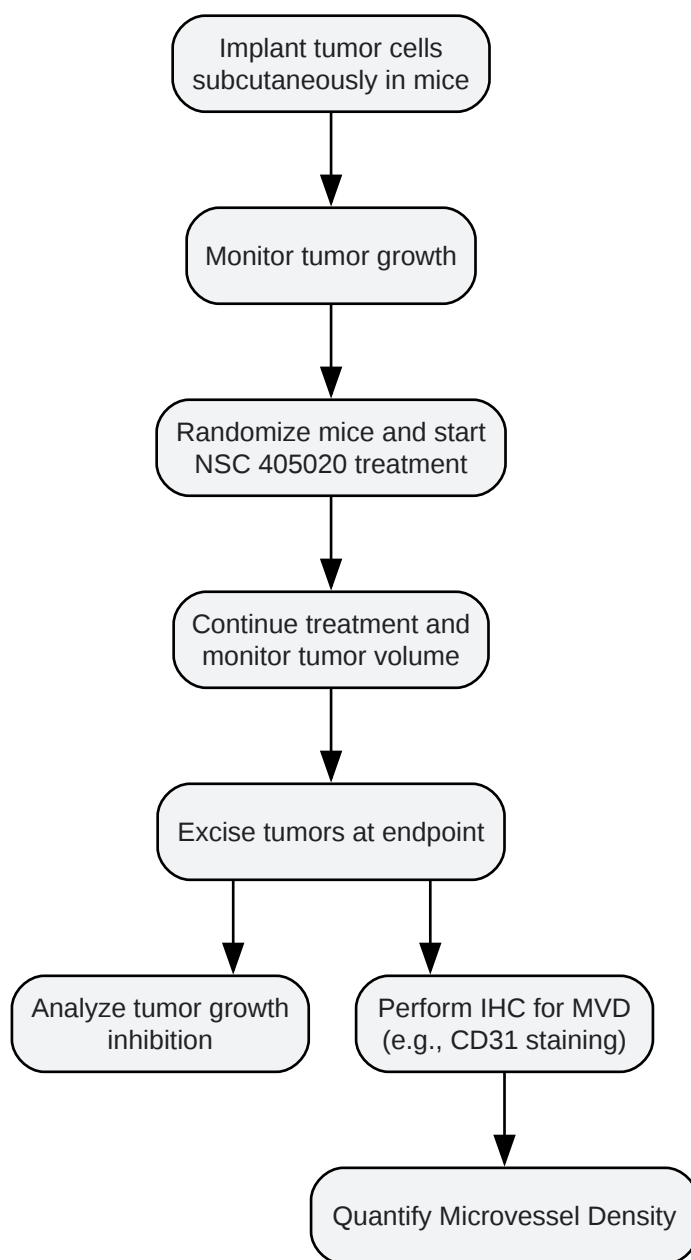 Implant tumor cells
subcutaneously in mice
Monitor tumor growth
Randomize mice and start
NSC 405020 treatment
Continue treatment and
monitor tumor volume
Excise tumors at endpoint
Analyze tumor growth
inhibition
Perform IHC for MVD
(e.g., CD31 staining)
Quantify Microvessel Density